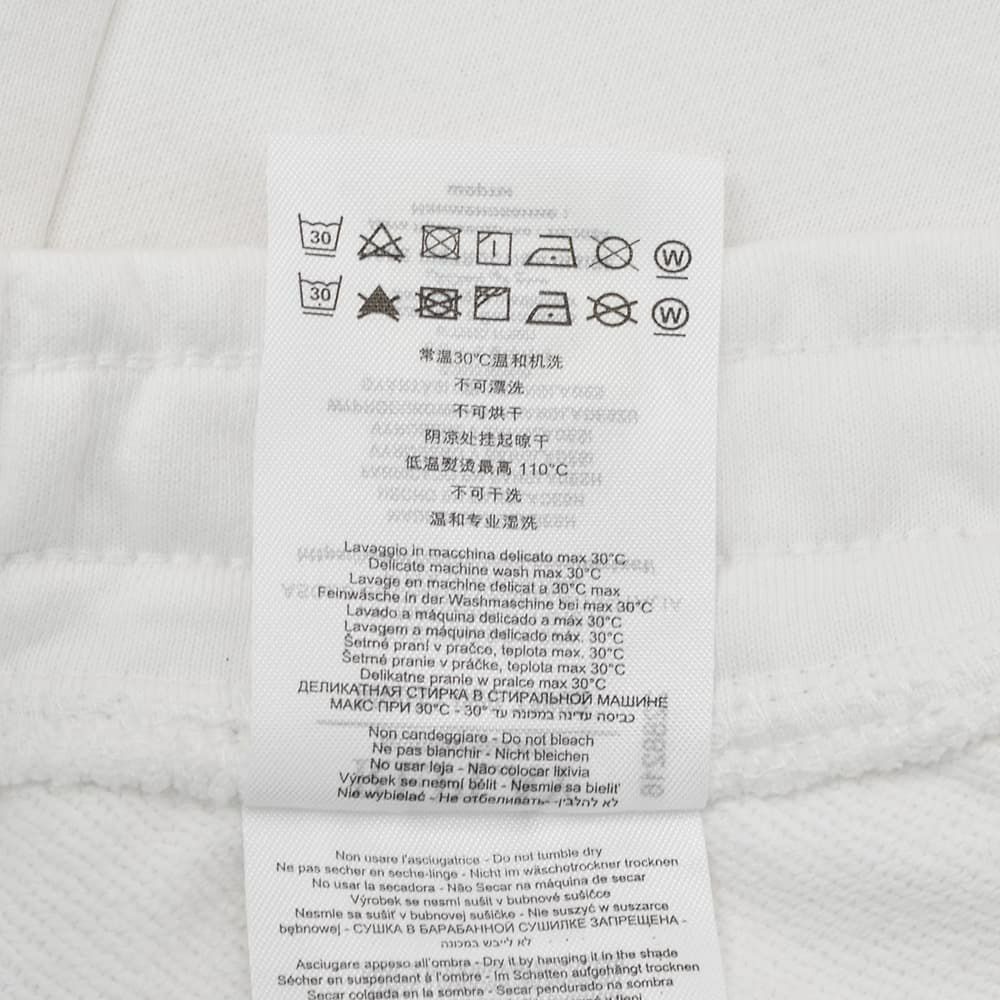 30 W
30 W
常温30°C温和机洗
不可漂洗
不可烘干
阴凉处挂起晾干
低温熨烫最高 110°C
不可干洗
温和专业湿洗
Lavaggio in macchina delicato max 30°C
Delicate machine wash max 30°C
Lavage en machine delicat a 30°C max
Feinwäsche in der Washmaschine bei max 30°C
Lavado a máquina delicado a máx 30°C
Lavagem a máquina delicado máx. 30°C
Šetrné praní v pračce, teplota max. 30°C
Šetrné pranie v práčke, teplota max 30°C
Delikatne pranie w pralce max 30°C
ДЕЛИКАТНАЯ СТИРКА В СТИРАЛЬНОЙ МАШИНЕ
МАКС ПРИ 30°C - כביסה עדינה במכונה עד 30°
Non candeggiare - Do not bleach
Ne pas blanchir - Nicht bleichen
No usar leja - Não colocar lixivia
Výrobek se nesmí bělit - Nesmie sa bieliť
Nie wybielać - Не отбеливать- לא להלבין
Non usare l'asciugatrice - Do not tumble dry
Ne pas secher en seche-linge - Nicht im wäschetrockner trocknen
No usar la secadora - Não Secar na máquina de secar
Výrobek se nesmí sušit v bubnové sušičce
Nesmie sa sušiť v bubnovej sušičke - Nie suszyć w suszarce
bębnowej - СУШКА В БАРАБАННОЙ СУШИЛКЕ ЗАПРЕЩЕНА -
לא לייבש במכונה
Asciugare appeso all'ombra - Dry it by hanging it in the shade
Sécher en suspendant à l'ombre - Im Schatten aufgehängt trocknen
Secar colgada en la sombra - Secar pendurado na sombra